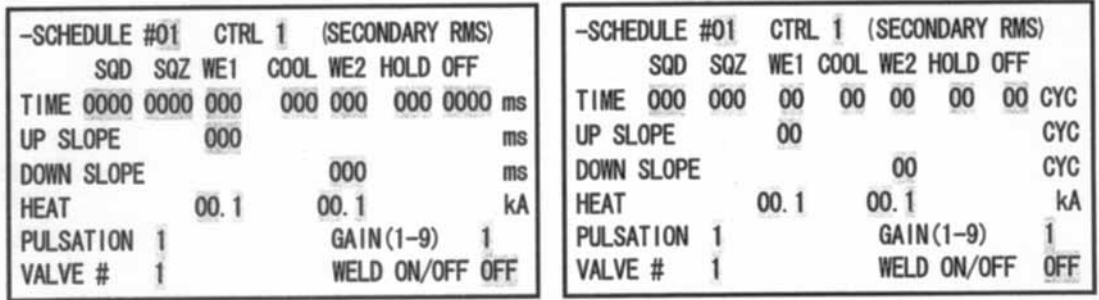 -SCHEDULE #01 CTRL 1 (SECONDARY RMS)
SQD SQZ WE1 COOL WE2 HOLD OFF
TIME 0000 0000 000 000 000 000 0000 ms
UP SLOPE 000 ms
DOWN SLOPE 000 ms
HEAT 00.1 00.1 kA
PULSATION 1 GAIN(1-9) 1
VALVE # 1 WELD ON/OFF OFF
-SCHEDULE #01 CTRL 1 (SECONDARY RMS)
SQD SQZ WE1 COOL WE2 HOLD OFF
TIME 000 000 00 00 00 00 00 CYC
UP SLOPE 00 CYC
DOWN SLOPE 00 CYC
HEAT 00.1 00.1 kA
PULSATION 1 GAIN(1-9) 1
VALVE # 1 WELD ON/OFF OFF